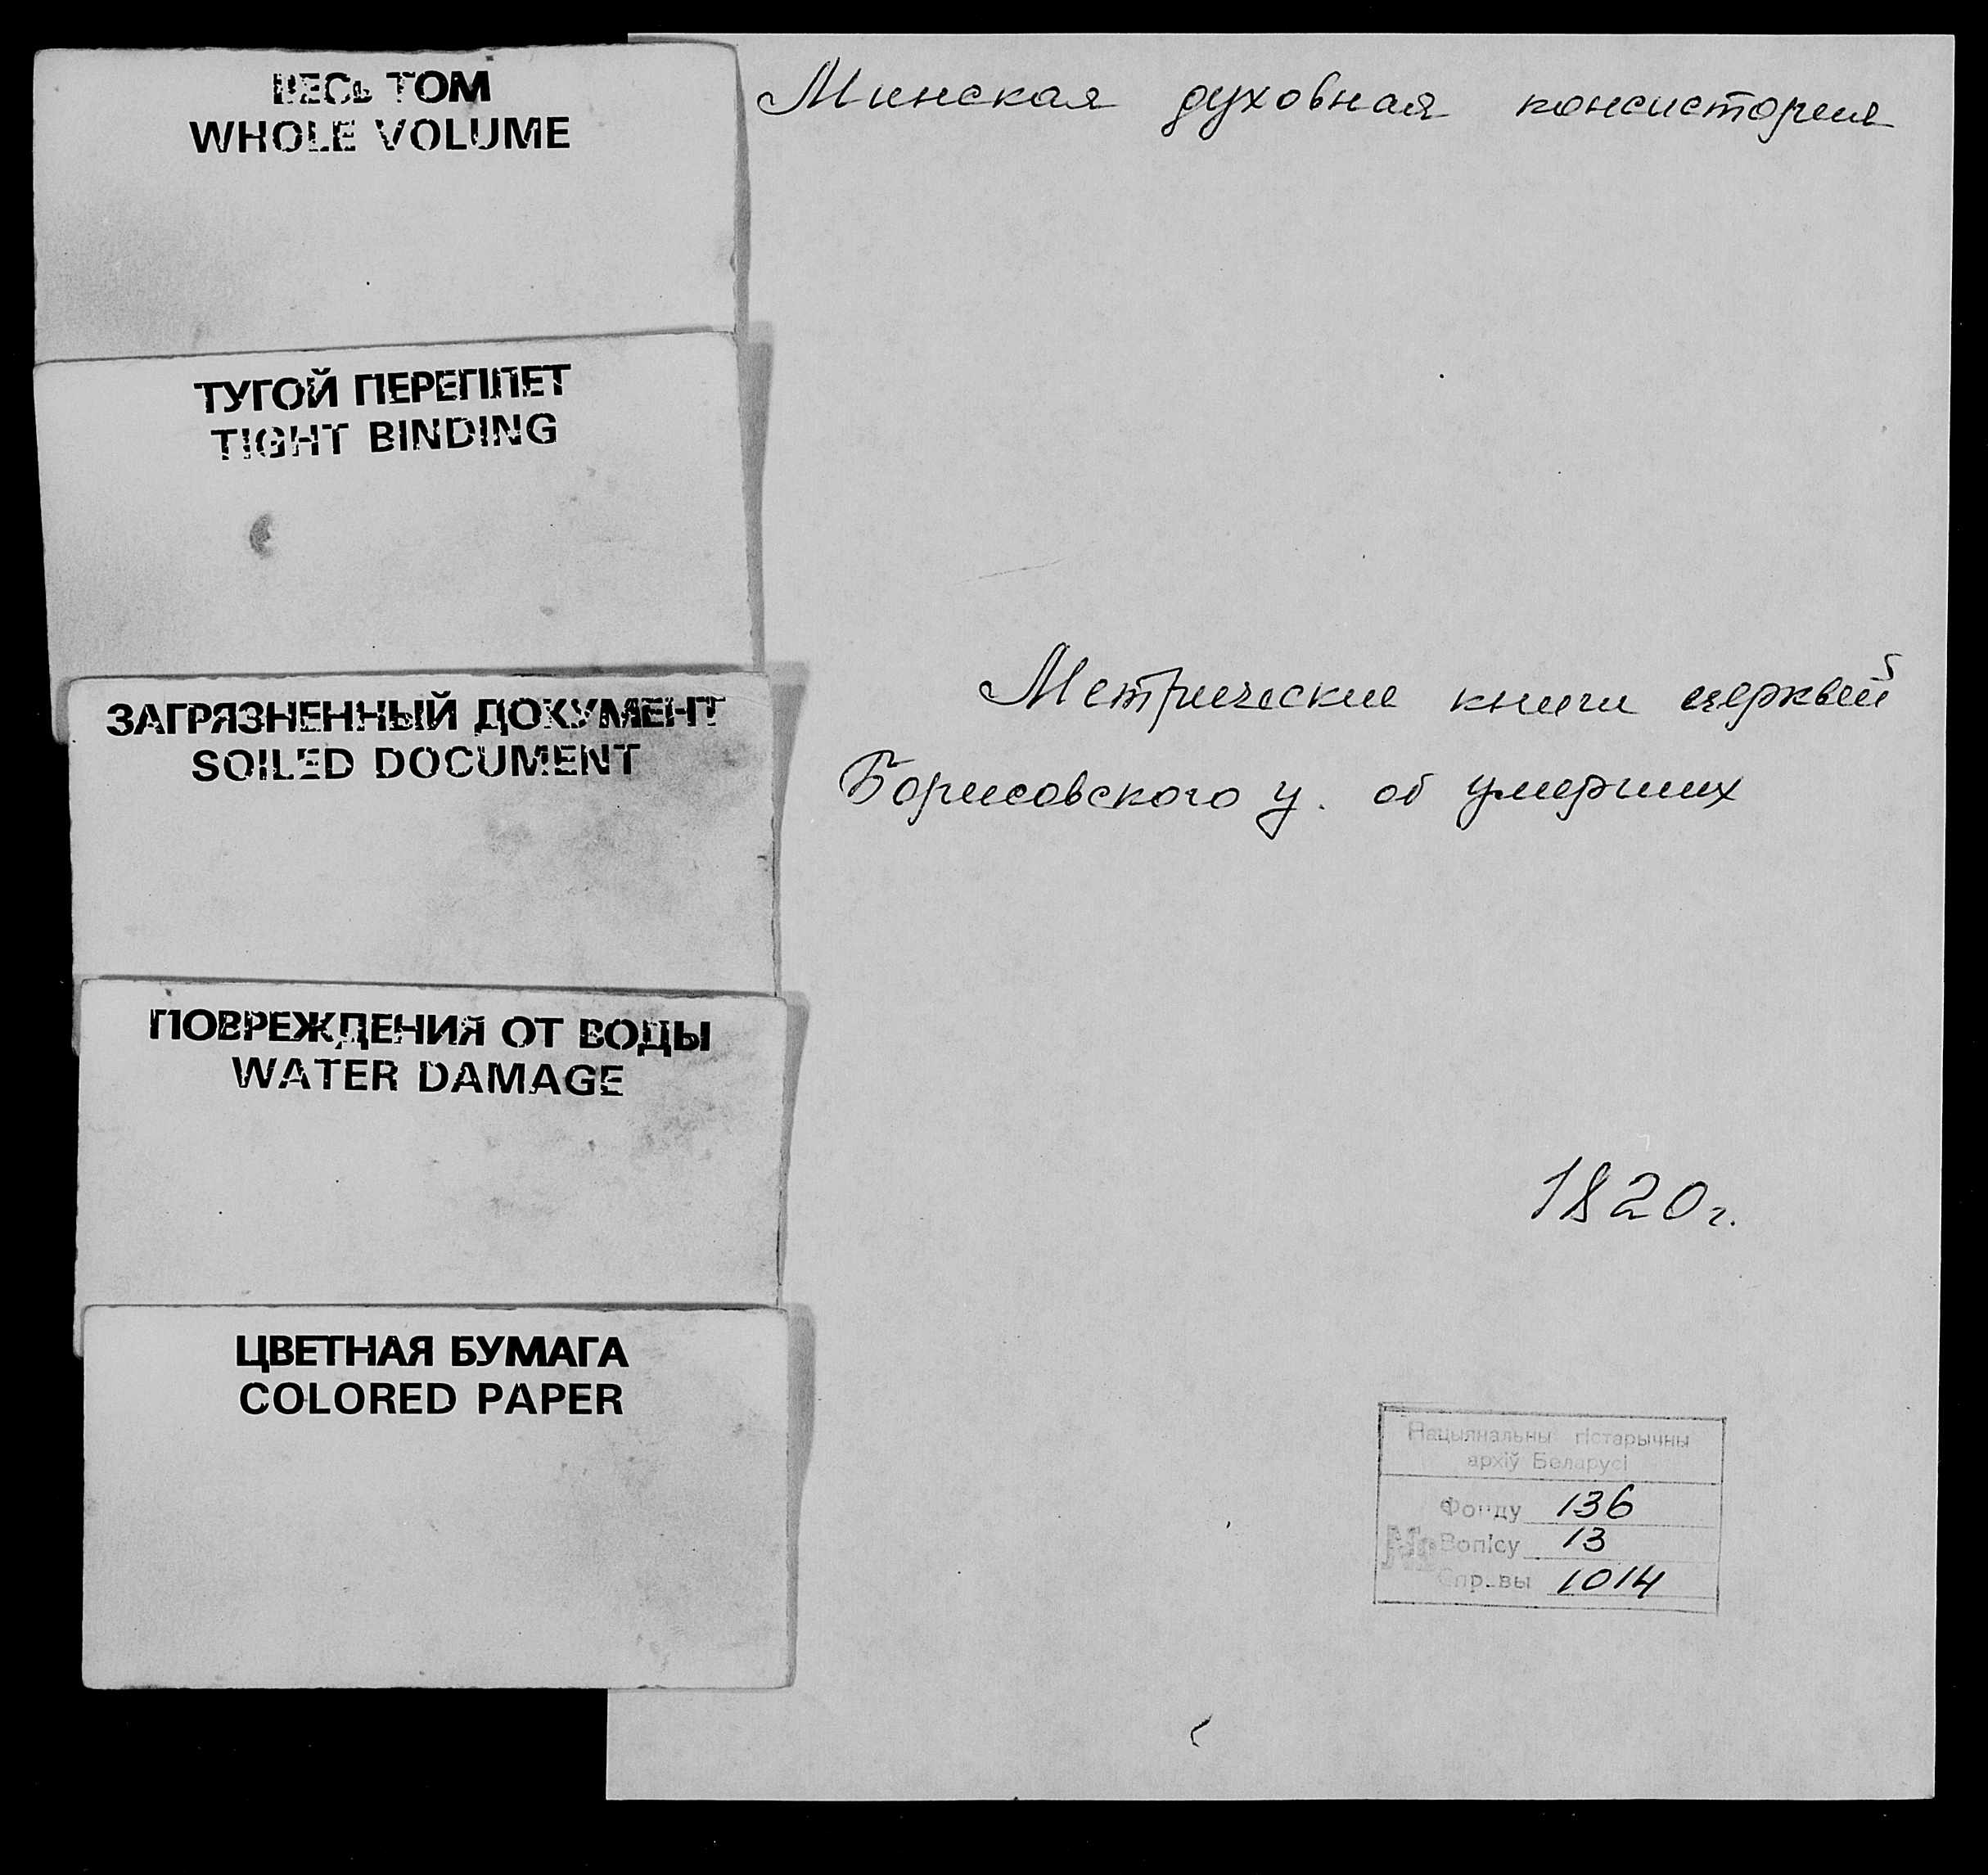 ВЕСЬ ТОМ
WHOLE VOLUME
ТУГОЙ ПЕРЕПЛЕТ
TIGHT BINDING
ЗАГРЯЗНЕННЫЙ ДОКУМЕНТ
SOILED DOCUMENT
ПОВРЕЖДЕНИЯ ОТ ВОДЫ
WATER DAMAGE
ЦВЕТНАЯ БУМАГА
COLORED PAPER
Минская духовная консистория
Метрические книги церквей
Борисовского у. об умерших
1820 г.
Нацыянальны гістарычны
архіў Беларусі
Фонду 136
№ Вопісу 13
Справы 1014